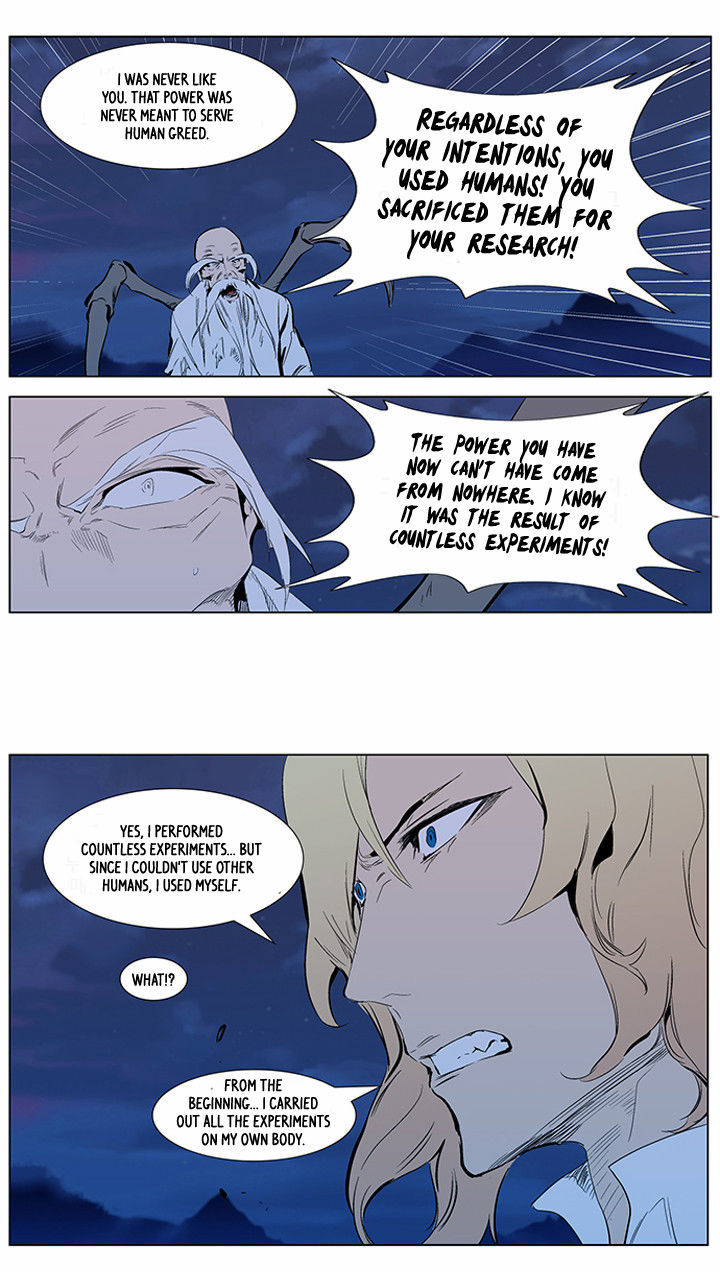 I WAS NEVER LIKE
YOU. THAT POWER WAS
NEVER MEANT TO SERVE
HUMAN GREED.
REGARDLESS OF
YOUR INTENTIONS, YOU
USED HUMANS! YOU
SACRIFICED THEM FOR
YOUR RESEARCH!
THE POWER YOU HAVE
NOW CAN'T HAVE COME
FROM NOWHERE. I KNOW
IT WAS THE RESULT OF
COUNTLESS EXPERIMENTS!
YES, I PERFORMED
COUNTLESS EXPERIMENTS... BUT
SINCE I COULDN'T USE OTHER
HUMANS, I USED MYSELF.
WHAT!?
FROM THE
BEGINNING... I CARRIED
OUT ALL THE EXPERIMENTS
ON MY OWN BODY.